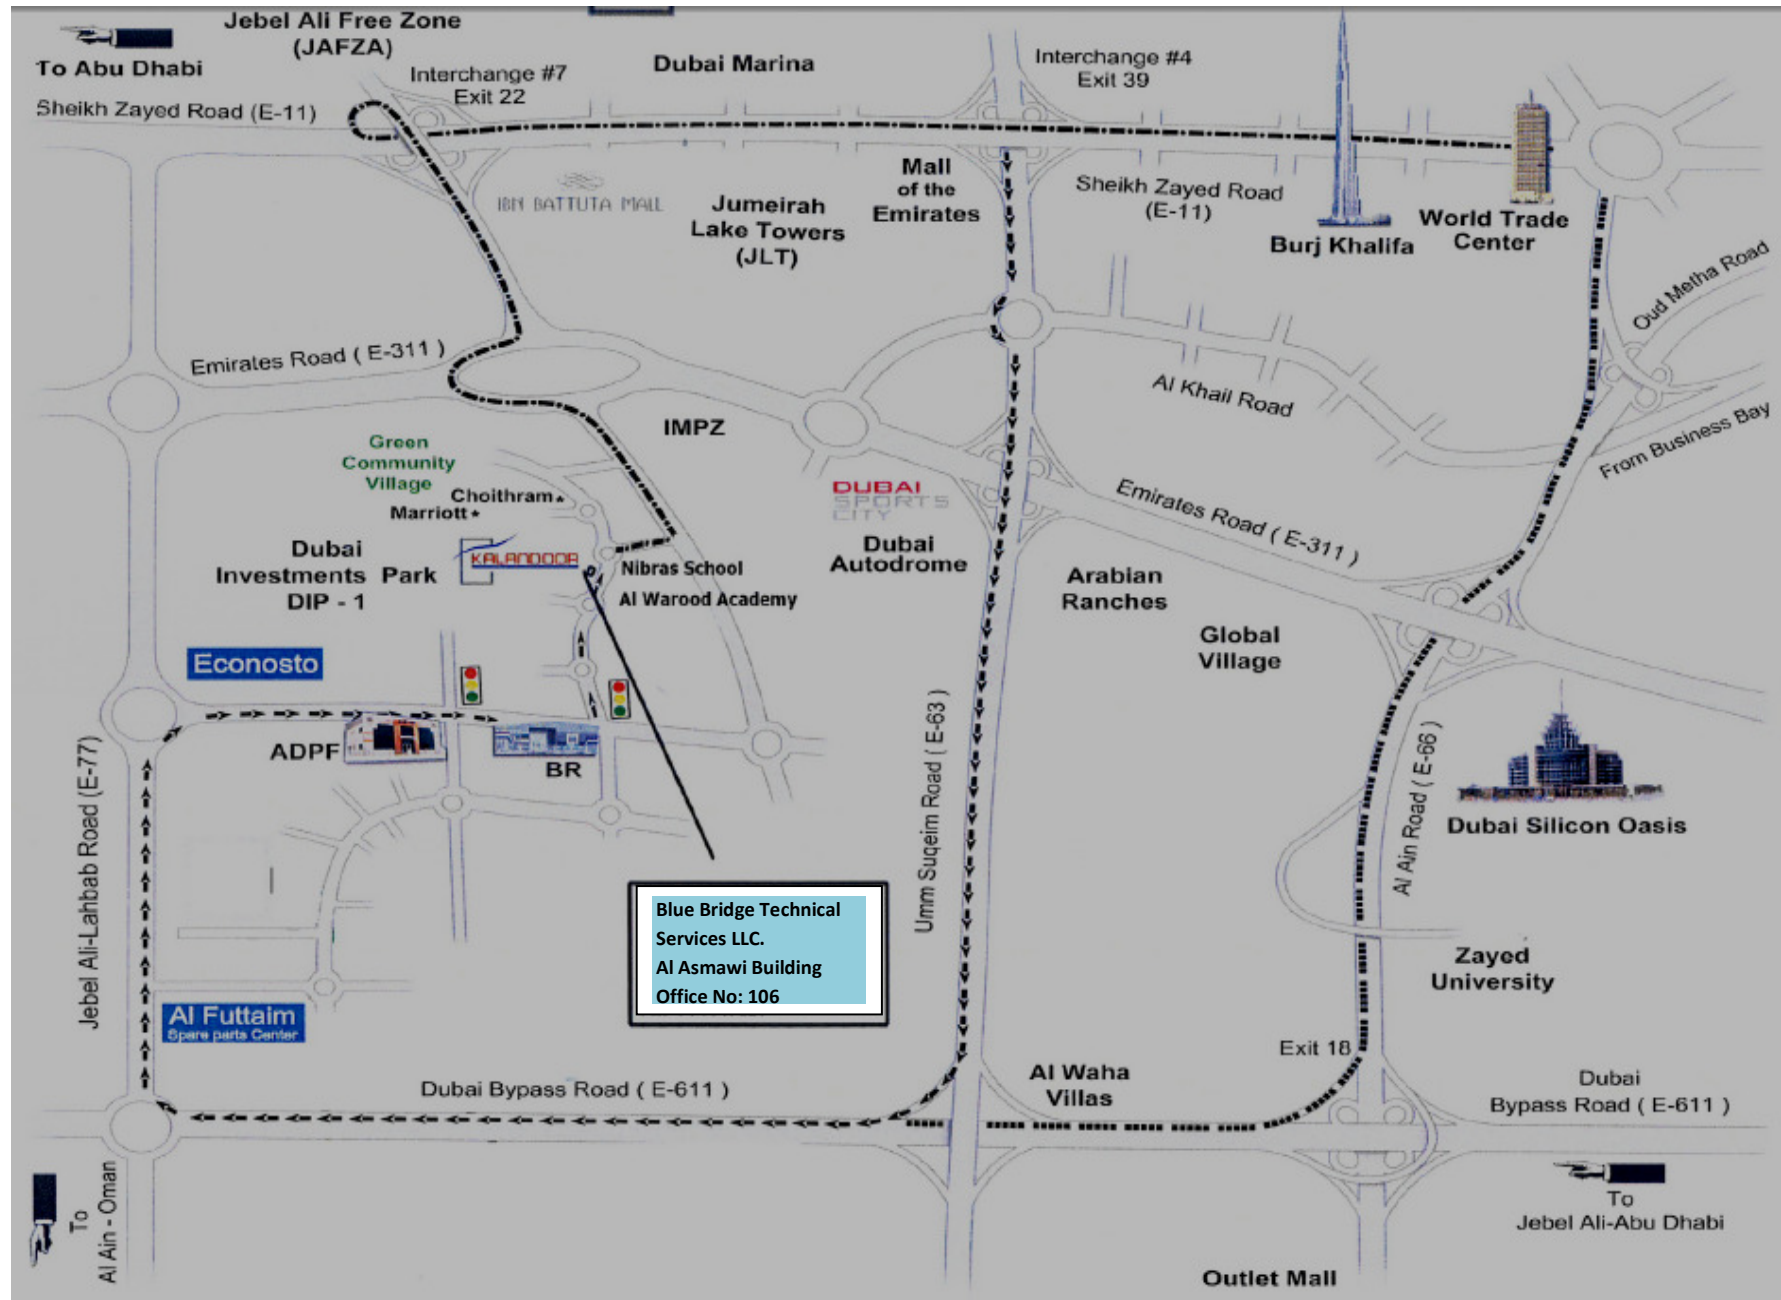 Jebel Ali Free Zone
(JAFZA)
To Abu Dhabi
Sheikh Zayed Road (E-11)
Interchange #7
Exit 22
Dubai Marina
Interchange #4
Exit 39
IBN BATTUTA MALL
Jumeirah
Lake Towers
(JLT)
Mall
of the
Emirates
Sheikh Zayed Road
(E-11)
Burj Khalifa
World Trade
Center
Oud Metha Road
Emirates Road ( E-311 )
Al Khail Road
From Business Bay
IMPZ
Green
Community
Village
Choithram
Marriott
DUBAI
SPORTS
CITY
Emirates Road ( E-311 )
Dubai
Investments Park
DIP - 1
KALANDOOR
Nibras School
Al Warood Academy
Dubai
Autodrome
Arabian
Ranches
Global
Village
Econosto
ADPF
BR
Jebel Ali-Lahbab Road (E-77)
Umm Suqeim Road ( E-63 )
Al Ain Road ( E-66 )
Dubai Silicon Oasis
Blue Bridge Technical
Services LLC.
Al Asmawi Building
Office No: 106
Zayed
University
Al Futtaim
Spare parts Center
Exit 18
Dubai Bypass Road ( E-611 )
Al Waha
Villas
Dubai
Bypass Road ( E-611 )
To
Al Ain - Oman
To
Jebel Ali-Abu Dhabi
Outlet Mall